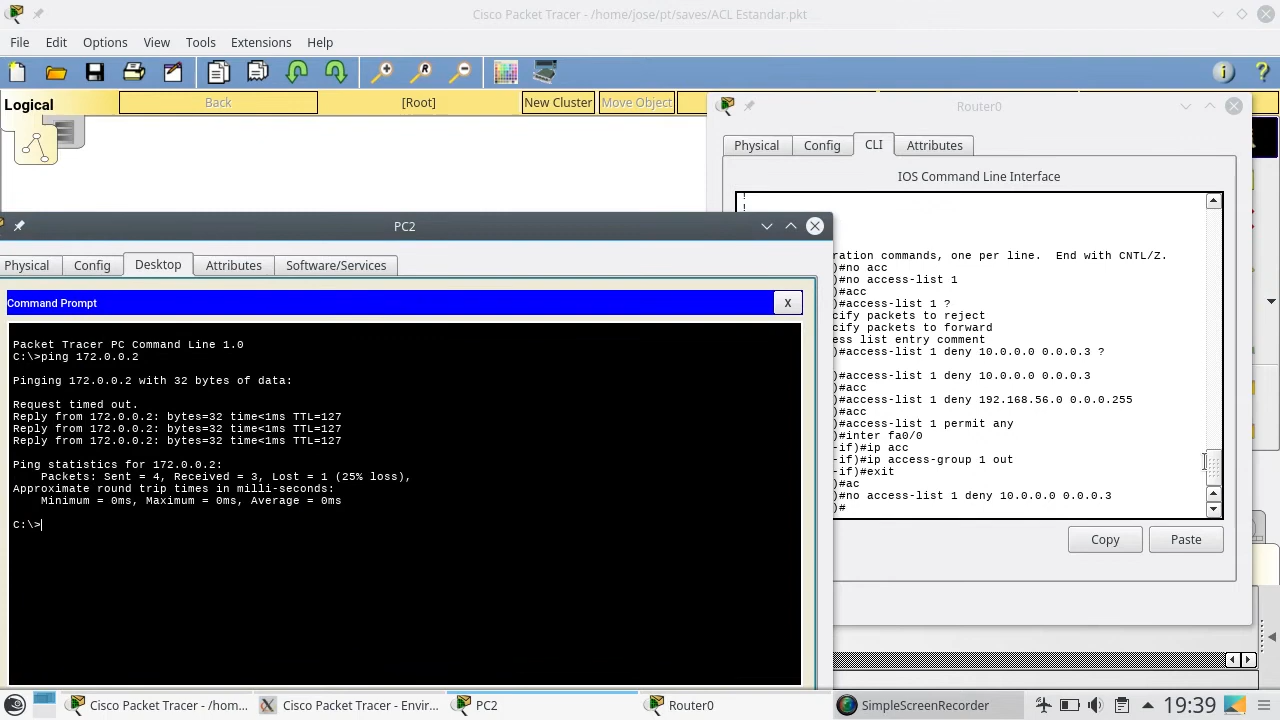 Cisco Packet Tracer - /home/jose/pt/saves/ACL Estandar.pkt
File Edit Options View Tools Extensions Help
Logical
Back
[Root]
New Cluster
Move Object
Router0
Physical Config CLI Attributes
IOS Command Line Interface
!
!
ration commands, one per line. End with CNTL/Z.
)#no acc
)#no access-list 1
)#acc
)#access-list 1 ?
cify packets to reject
cify packets to forward
ess list entry comment
)#access-list 1 deny 10.0.0.0 0.0.0.3 ?
)#access-list 1 deny 10.0.0.0 0.0.0.3
)#acc
)#access-list 1 deny 192.168.56.0 0.0.0.255
)#acc
)#access-list 1 permit any
)#inter fa0/0
-if)#ip acc
-if)#ip access-group 1 out
-if)#exit
)#ac
)#no access-list 1 deny 10.0.0.0 0.0.0.3
)#
Copy
Paste
PC2
Physical Config Desktop Attributes Software/Services
Command Prompt
X
Packet Tracer PC Command Line 1.0
C:\>ping 172.0.0.2
Pinging 172.0.0.2 with 32 bytes of data:
Request timed out.
Reply from 172.0.0.2: bytes=32 time<1ms TTL=127
Reply from 172.0.0.2: bytes=32 time<1ms TTL=127
Reply from 172.0.0.2: bytes=32 time<1ms TTL=127
Ping statistics for 172.0.0.2:
Packets: Sent = 4, Received = 3, Lost = 1 (25% loss),
Approximate round trip times in milli-seconds:
Minimum = 0ms, Maximum = 0ms, Average = 0ms
C:\>
Cisco Packet Tracer - /hom...
Cisco Packet Tracer - Envir...
PC2
Router0
SimpleScreenRecorder
19:39